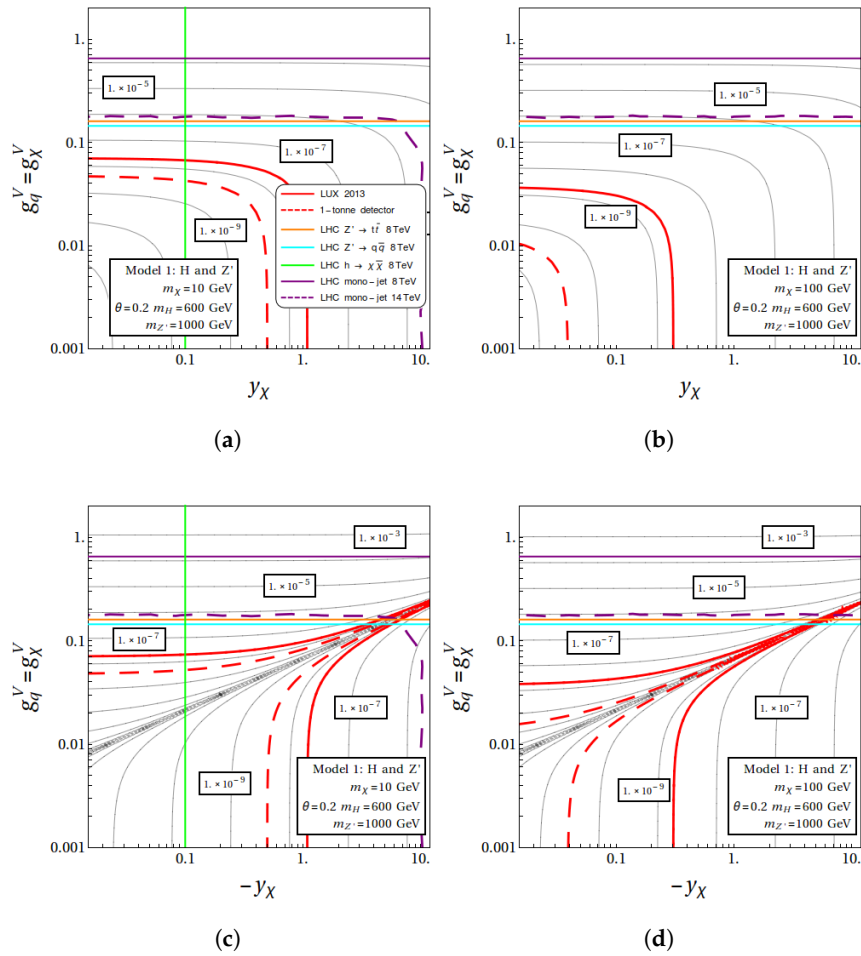 1.
1. × 10⁻⁵
0.1
1. × 10⁻⁷
g_q^V = g_χ^V
0.01
1. × 10⁻⁹
LUX 2013
1-tonne detector
LHC Z' → tt̄ 8 TeV
LHC Z' → qq̄ 8 TeV
LHC h → χχ̄ 8 TeV
LHC mono-jet 8 TeV
LHC mono-jet 14 TeV
Model 1: H and Z'
m_χ=10 GeV
θ=0.2 m_H=600 GeV
m_Z'=1000 GeV
0.001
0.1 1. 10.
y_χ
(a)
1.
1. × 10⁻⁵
0.1
1. × 10⁻⁷
g_q^V = g_χ^V
1. × 10⁻⁹
0.01
Model 1: H and Z'
m_χ=100 GeV
θ=0.2 m_H=600 GeV
m_Z'=1000 GeV
0.001
0.1 1. 10.
y_χ
(b)
1. × 10⁻³
1.
1. × 10⁻⁵
0.1
1. × 10⁻⁷
g_q^V = g_χ^V
1. × 10⁻⁷
0.01
1. × 10⁻⁹
Model 1: H and Z'
m_χ=10 GeV
θ=0.2 m_H=600 GeV
m_Z'=1000 GeV
0.001
0.1 1. 10.
−y_χ
(c)
1. × 10⁻³
1.
1. × 10⁻⁵
0.1
1. × 10⁻⁷
g_q^V = g_χ^V
1. × 10⁻⁷
0.01
1. × 10⁻⁹
Model 1: H and Z'
m_χ=100 GeV
θ=0.2 m_H=600 GeV
m_Z'=1000 GeV
0.001
0.1 1. 10.
−y_χ
(d)